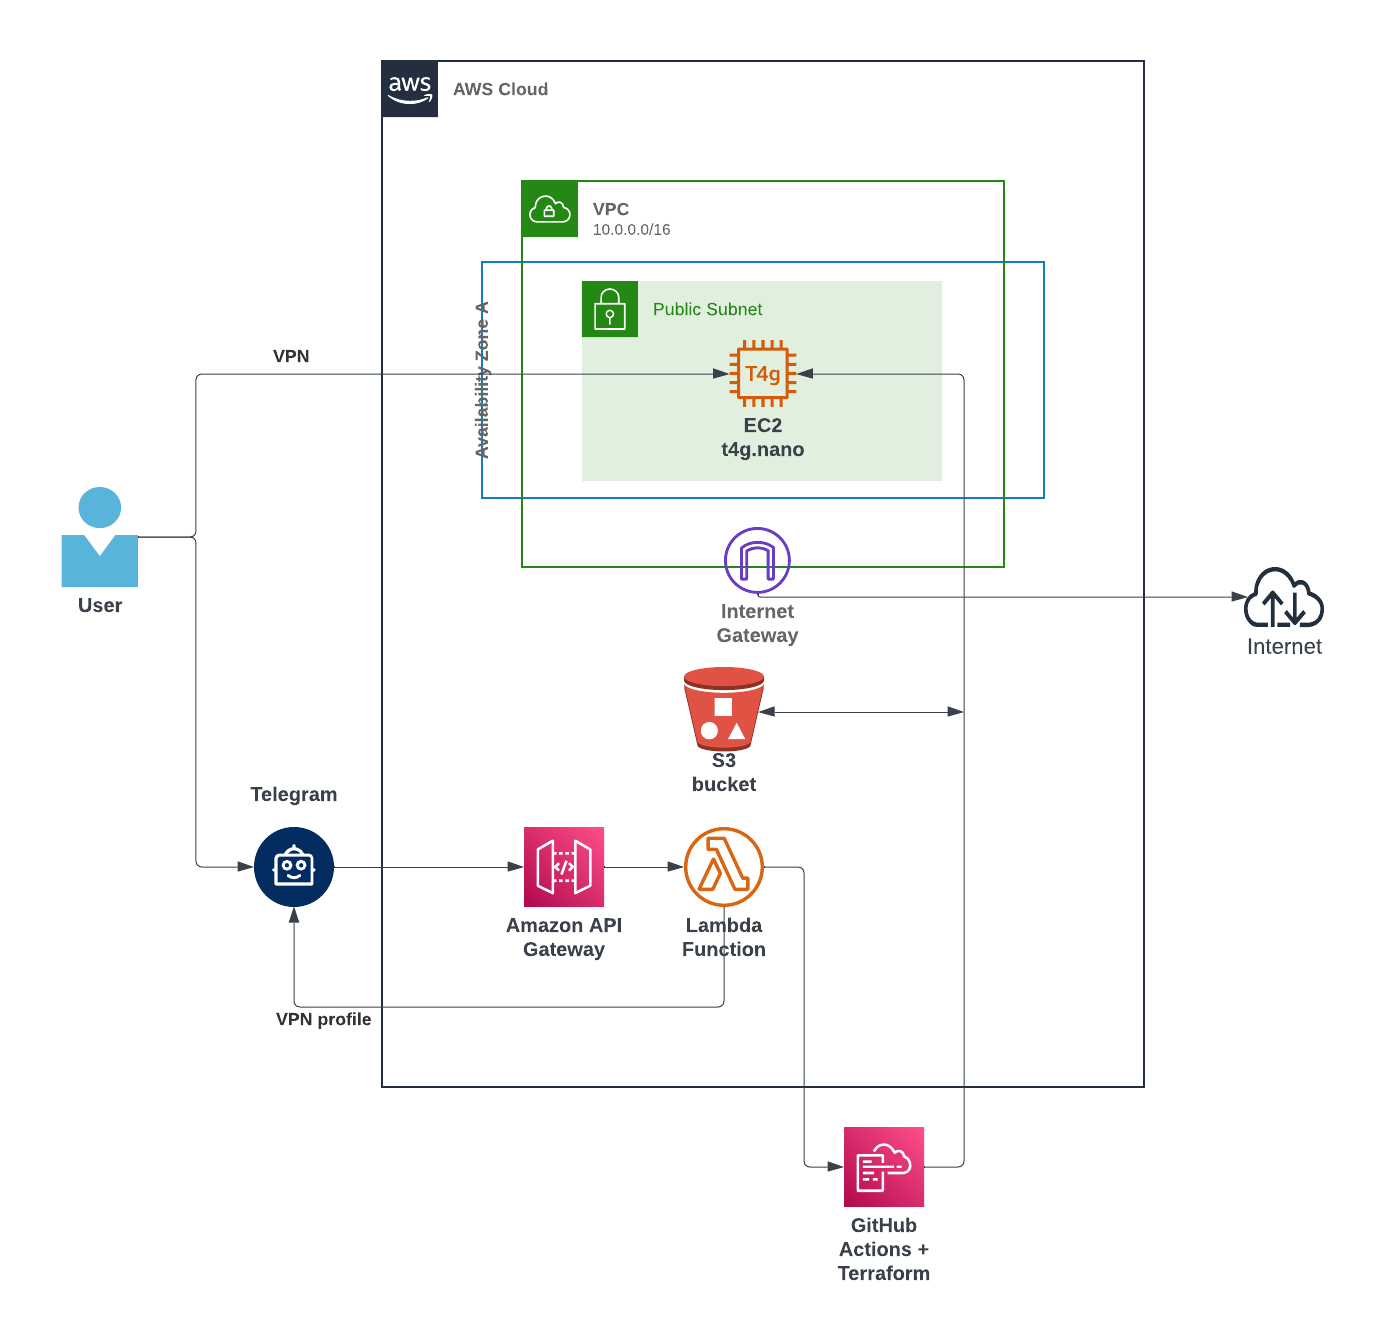 aws
AWS Cloud
VPC
10.0.0.0/16
Availability Zone A
Public Subnet
VPN
T4g
EC2
t4g.nano
User
Internet
Gateway
Internet
S3
bucket
Telegram
Amazon API
Gateway
Lambda
Function
VPN profile
GitHub
Actions +
Terraform